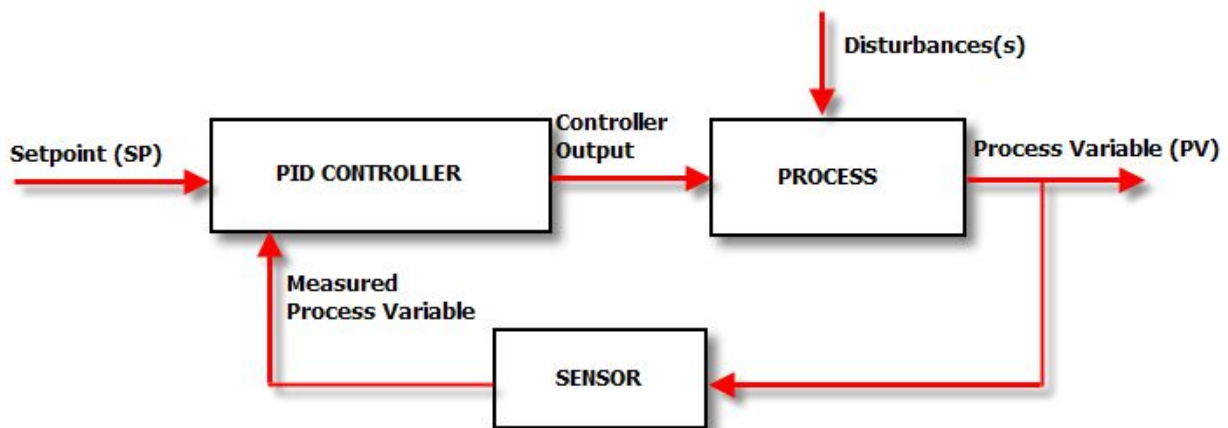 Disturbances(s)
Setpoint (SP)
PID CONTROLLER
Controller
Output
PROCESS
Process Variable (PV)
Measured
Process Variable
SENSOR